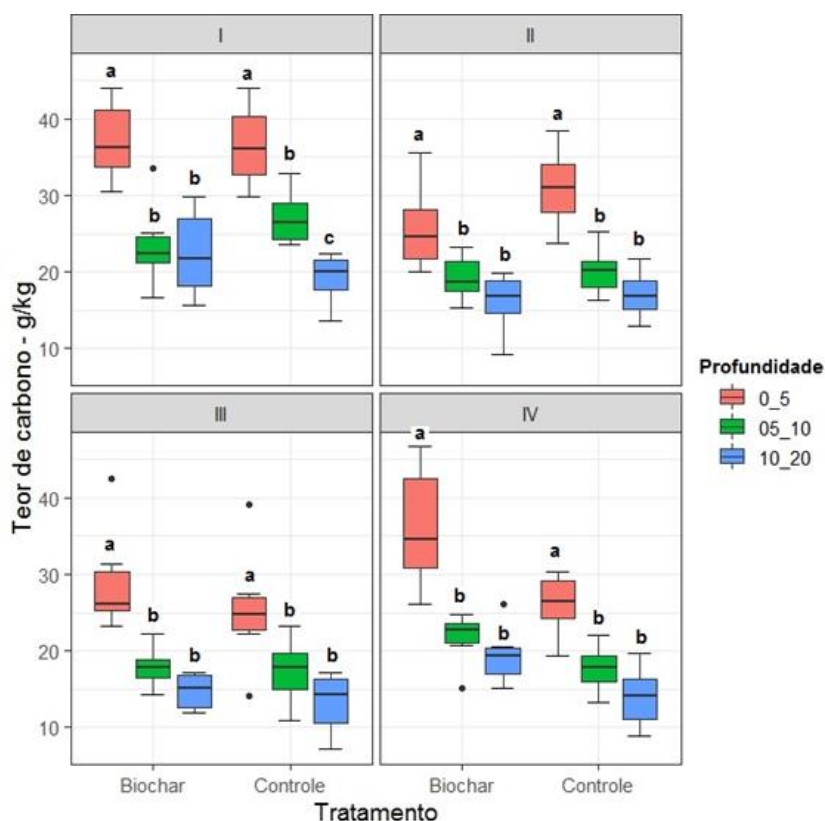 I
II
a
a
b
b
b
c
a
a
b
b
b
b
40
30
20
10
III
IV
a
a
b
b
b
b
a
a
b
b
b
b
40
30
20
10
Biochar
Controle
Biochar
Controle
Tratamento
Teor de carbono - g/kg
Profundidade
0_5
05_10
10_20